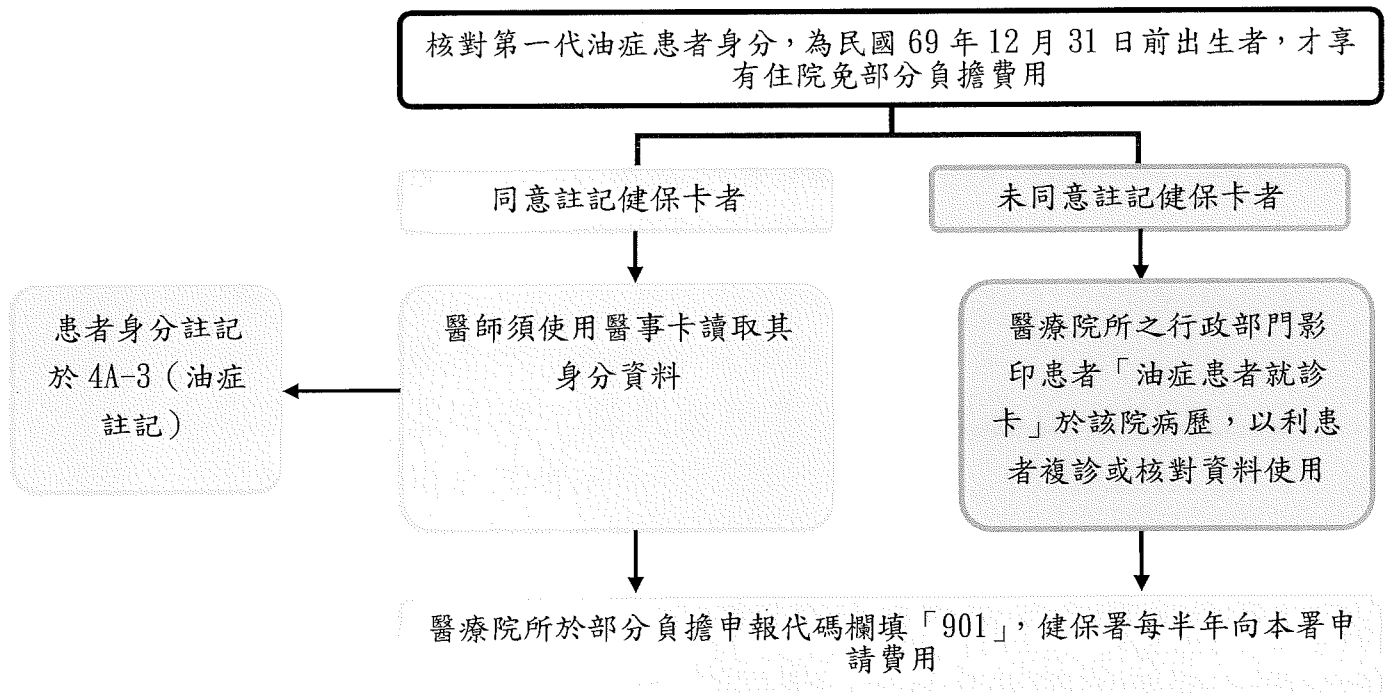 核對第一代油症患者身分，為民國 69 年 12 月 31 日前出生者，才享
有住院免部分負擔費用
同意註記健保卡者
未同意註記健保卡者
患者身分註記
於 4A-3（油症
註記）
醫師須使用醫事卡讀取其
身分資料
醫療院所之行政部門影
印患者「油症患者就診
卡」於該院病歷，以利患
者複診或核對資料使用
醫療院所於部分負擔申報代碼欄填「901」，健保署每半年向本署申
請費用